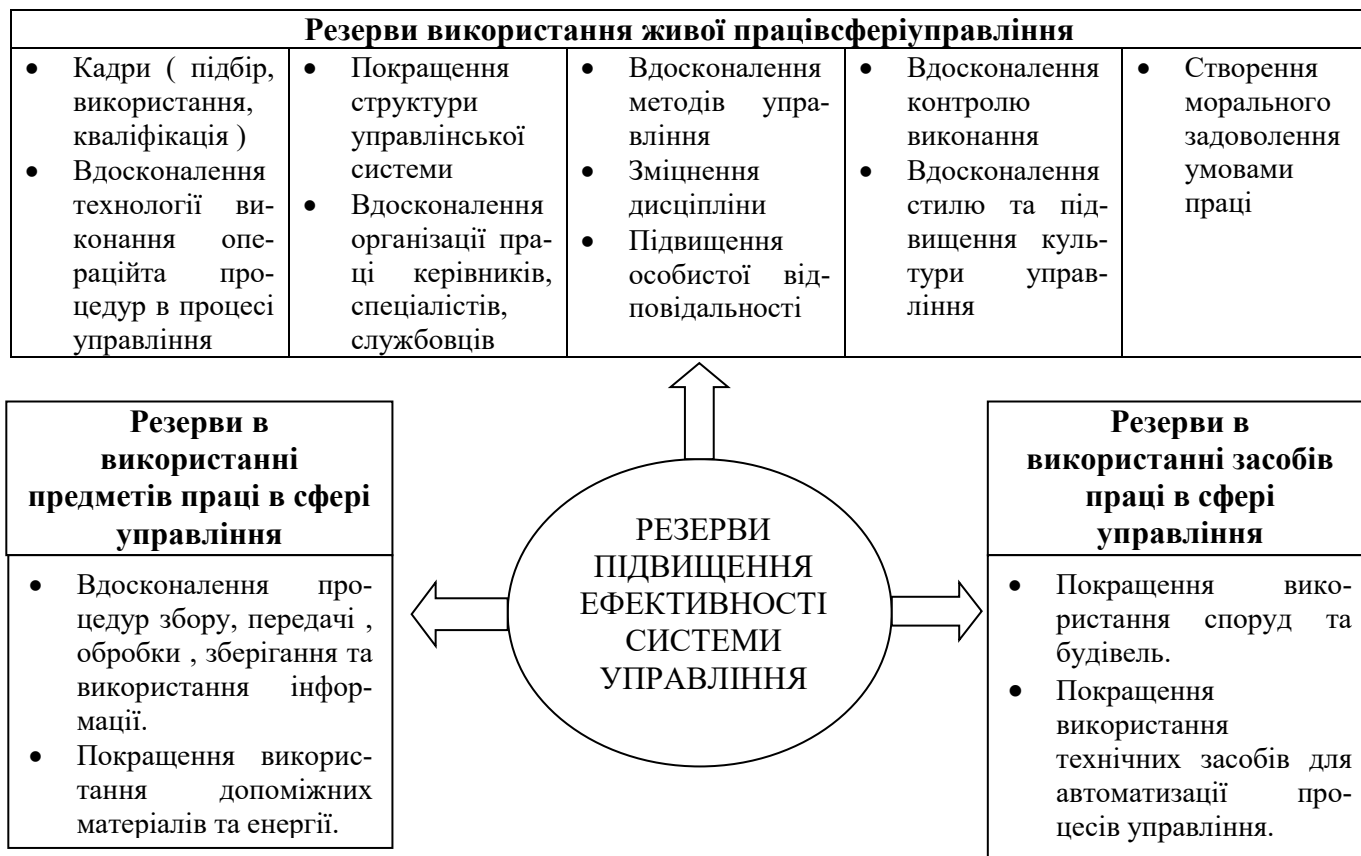 Резерви використання живої працівсферіуправління
• Кадри ( підбір,
використання,
кваліфікація )
• Вдосконалення
технології ви-
конання опе-
раційта про-
цедур в процесі
управління
• Покращення
структури
управлінської
системи
• Вдосконалення
організації пра-
ці керівників,
спеціалістів,
службовців
• Вдосконалення
методів упра-
вління
• Зміцнення
дисципліни
• Підвищення
особистої від-
повідальності
• Вдосконалення
контролю
виконання
• Вдосконалення
стилю та під-
вищення куль-
тури управ-
ління
• Створення
морального
задоволення
умовами
праці
Резерви в
використанні
предметів праці в сфері
управління
• Вдосконалення про-
цедур збору, передачі ,
обробки , зберігання та
використання інфор-
мації.
• Покращення викорис-
тання допоміжних
матеріалів та енергії.
РЕЗЕРВИ
ПІДВИЩЕННЯ
ЕФЕКТИВНОСТІ
СИСТЕМИ
УПРАВЛІННЯ
Резерви в
використанні засобів
праці в сфері
управління
• Покращення вико-
ристання споруд та
будівель.
• Покращення
використання
технічних засобів для
автоматизації про-
цесів управління.